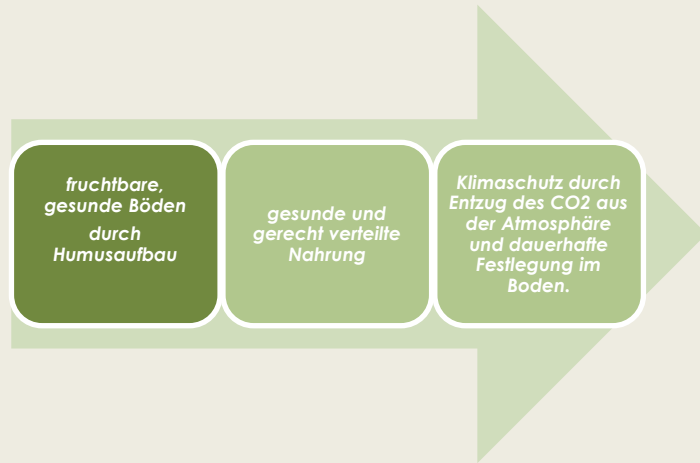 fruchtbare,
gesunde Böden
durch
Humusaufbau
gesunde und
gerecht verteilte
Nahrung
Klimaschutz durch
Entzug des CO2 aus
der Atmosphäre
und dauerhafte
Festlegung im
Boden.